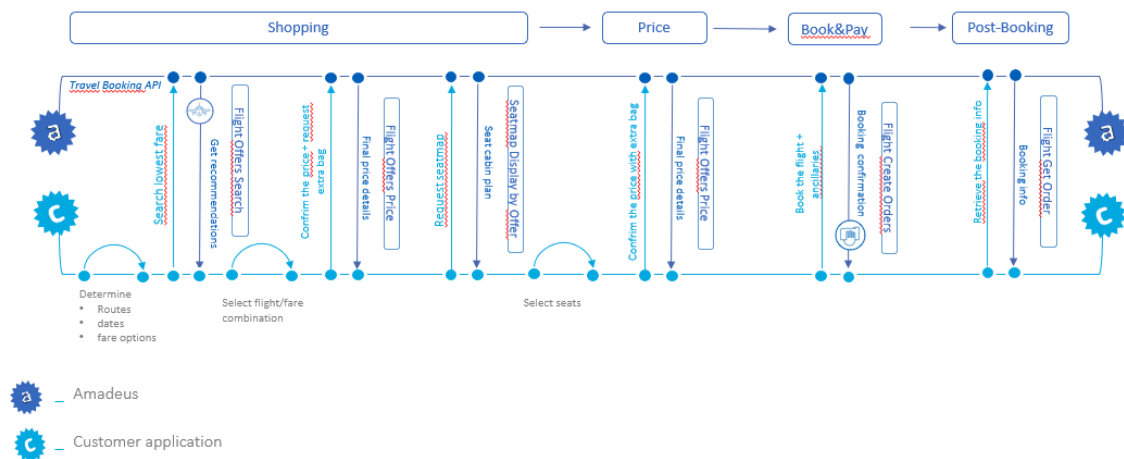 Shopping
Price
Book&Pay
Post-Booking
Travel Booking API
a
c
Search lowest fare
Get recommendations
Flight Offers Search
Confrim the price + request
extra bag
Final price details
Flight Offers Price
Request seatmap
Seat cabin plan
Seatmap Display by Offer
Confrim the price with extra bag
Final price details
Flight Offers Price
Book the flight +
ancilaries
Booking confirmation
Flight Create Orders
Retrieve the booking info
Booking info
Flight Get Order
a
c
Determine
• Routes
• dates
• fare options
Select flight/fare
combination
Select seats
a _ Amadeus
c _ Customer application